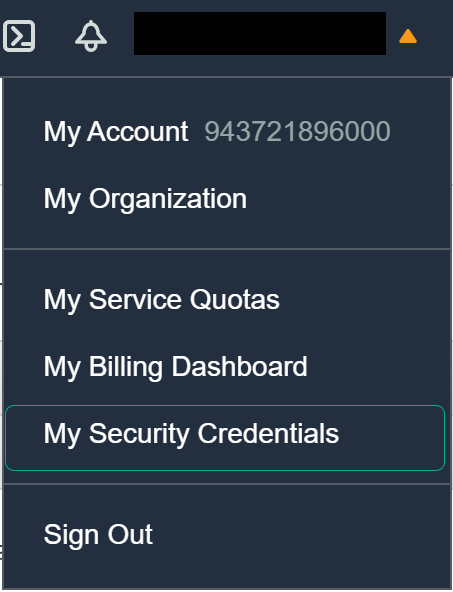 My Account 943721896000
My Organization
My Service Quotas
My Billing Dashboard
My Security Credentials
Sign Out